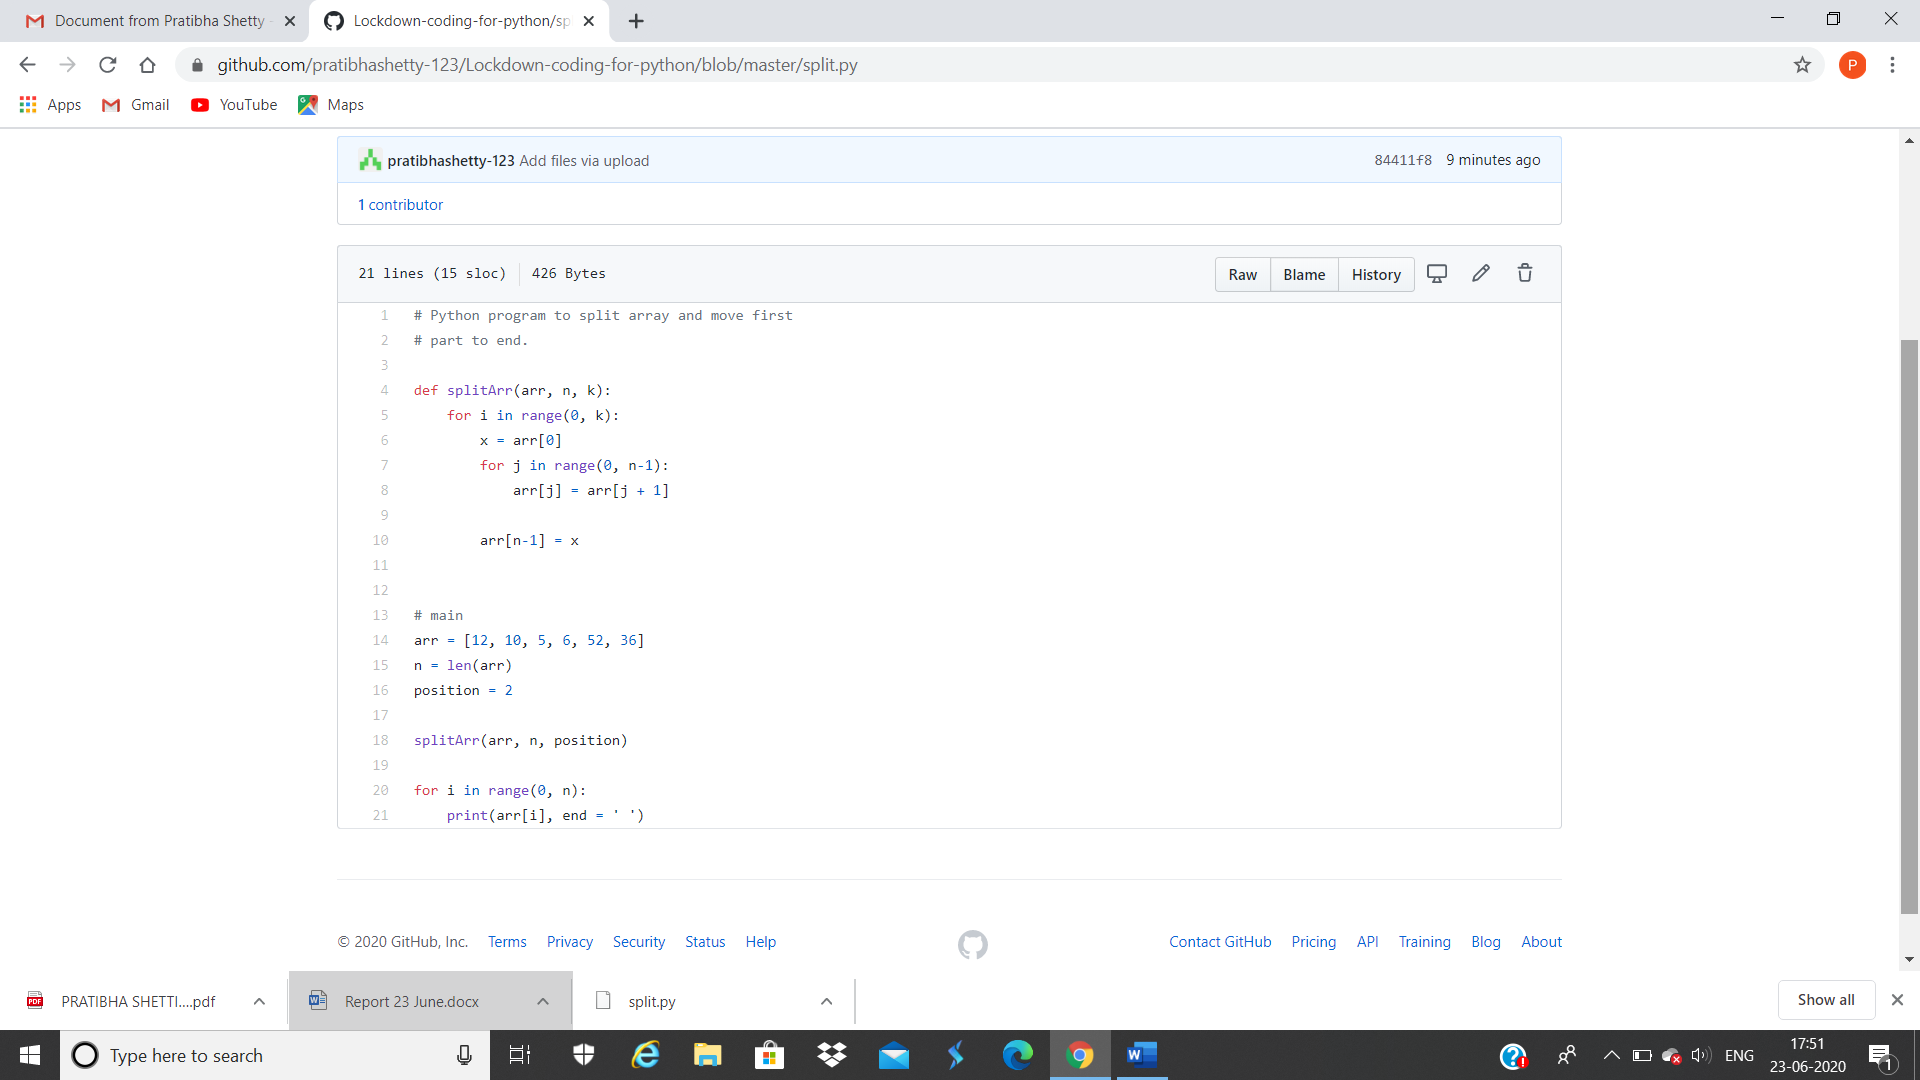 Document from Pratibha Shetty
Lockdown-coding-for-python/sp
github.com/pratibhashetty-123/Lockdown-coding-for-python/blob/master/split.py
P
Apps Gmail YouTube Maps
pratibhashetty-123 Add files via upload 84411f8 9 minutes ago
1 contributor
21 lines (15 sloc) 426 Bytes Raw Blame History
1 # Python program to split array and move first
2 # part to end.
3
4 def splitArr(arr, n, k):
5     for i in range(0, k):
6         x = arr[0]
7         for j in range(0, n-1):
8             arr[j] = arr[j + 1]
9
10         arr[n-1] = x
11
12
13 # main
14 arr = [12, 10, 5, 6, 52, 36]
15 n = len(arr)
16 position = 2
17
18 splitArr(arr, n, position)
19
20 for i in range(0, n):
21     print(arr[i], end = ' ')
© 2020 GitHub, Inc. Terms Privacy Security Status Help Contact GitHub Pricing API Training Blog About
PDF PRATIBHA SHETTI....pdf Report 23 June.docx split.py Show all
Type here to search ENG 17:51
23-06-2020 1